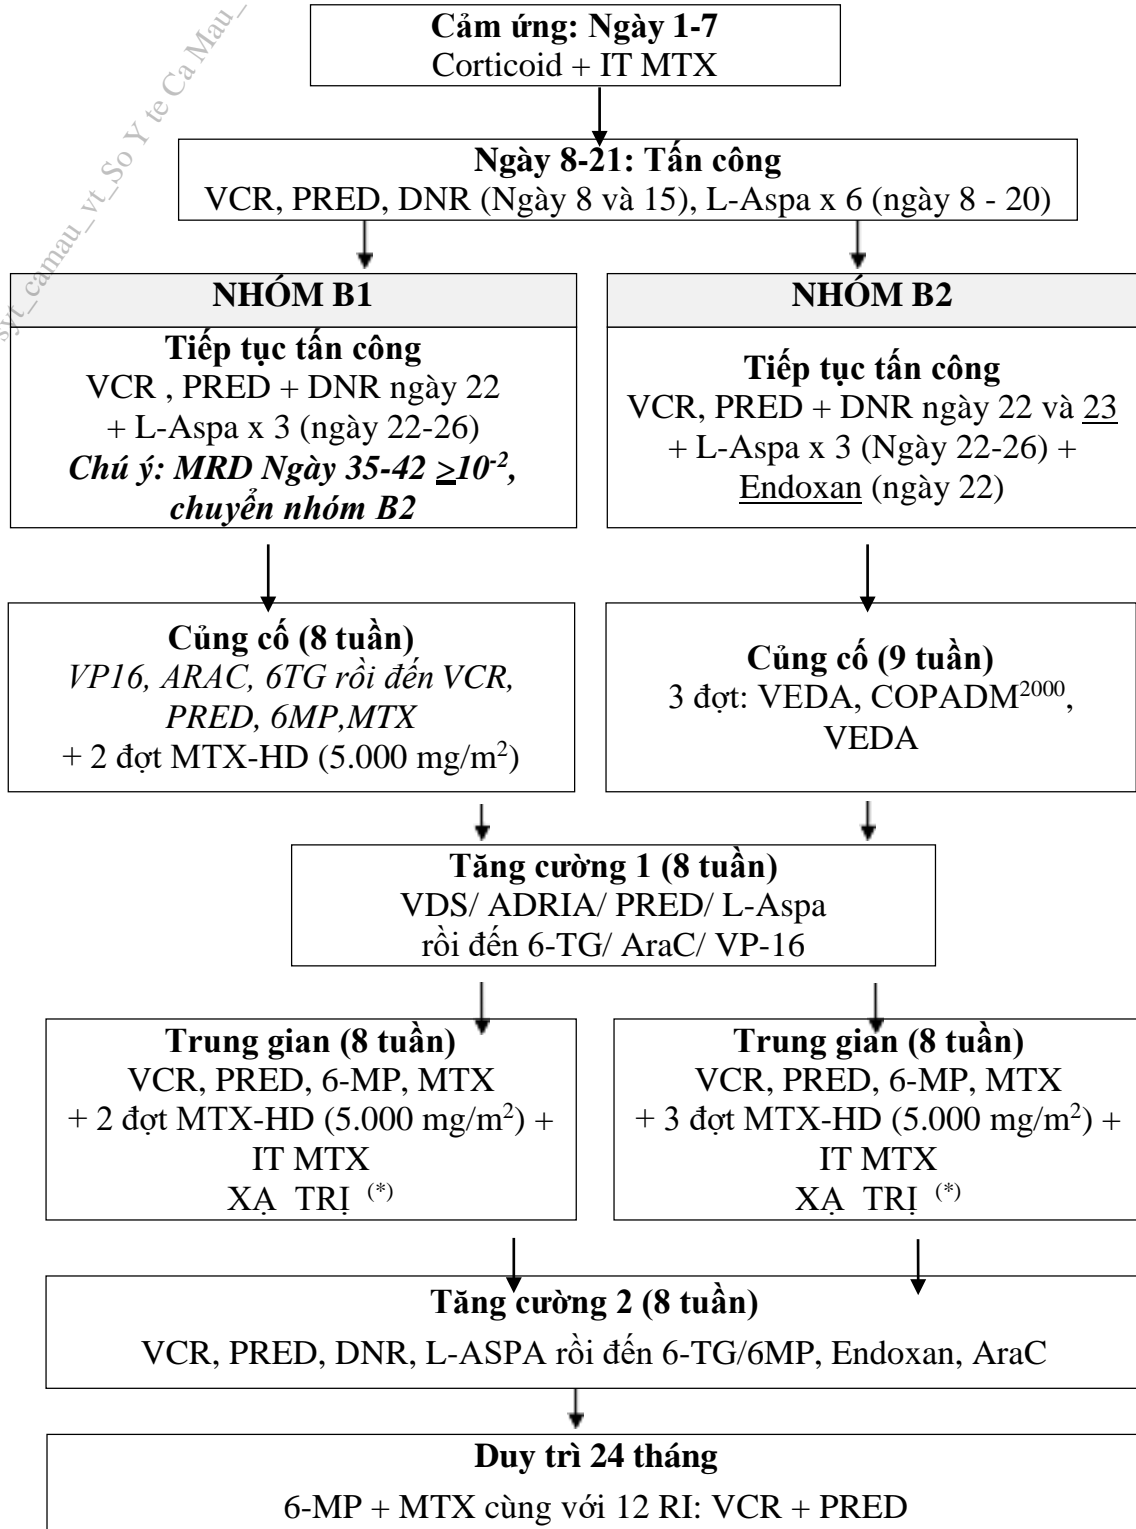 syt_camau_vt_So Y te Ca Mau_
Cảm ứng: Ngày 1-7
Corticoid + IT MTX
Ngày 8-21: Tấn công
VCR, PRED, DNR (Ngày 8 và 15), L-Aspa x 6 (ngày 8 - 20)
NHÓM B1
Tiếp tục tấn công
VCR , PRED + DNR ngày 22
+ L-Aspa x 3 (ngày 22-26)
Chú ý: MRD Ngày 35-42 ≥10⁻²,
chuyển nhóm B2
NHÓM B2
Tiếp tục tấn công
VCR, PRED + DNR ngày 22 và 23
+ L-Aspa x 3 (Ngày 22-26) +
Endoxan (ngày 22)
Củng cố (8 tuần)
VP16, ARAC, 6TG rồi đến VCR,
PRED, 6MP,MTX
+ 2 đợt MTX-HD (5.000 mg/m²)
Củng cố (9 tuần)
3 đợt: VEDA, COPADM²⁰⁰⁰,
VEDA
Tăng cường 1 (8 tuần)
VDS/ ADRIA/ PRED/ L-Aspa
rồi đến 6-TG/ AraC/ VP-16
Trung gian (8 tuần)
VCR, PRED, 6-MP, MTX
+ 2 đợt MTX-HD (5.000 mg/m²) +
IT MTX
XẠ TRỊ (*)
Trung gian (8 tuần)
VCR, PRED, 6-MP, MTX
+ 3 đợt MTX-HD (5.000 mg/m²) +
IT MTX
XẠ TRỊ (*)
Tăng cường 2 (8 tuần)
VCR, PRED, DNR, L-ASPA rồi đến 6-TG/6MP, Endoxan, AraC
Duy trì 24 tháng
6-MP + MTX cùng với 12 RI: VCR + PRED